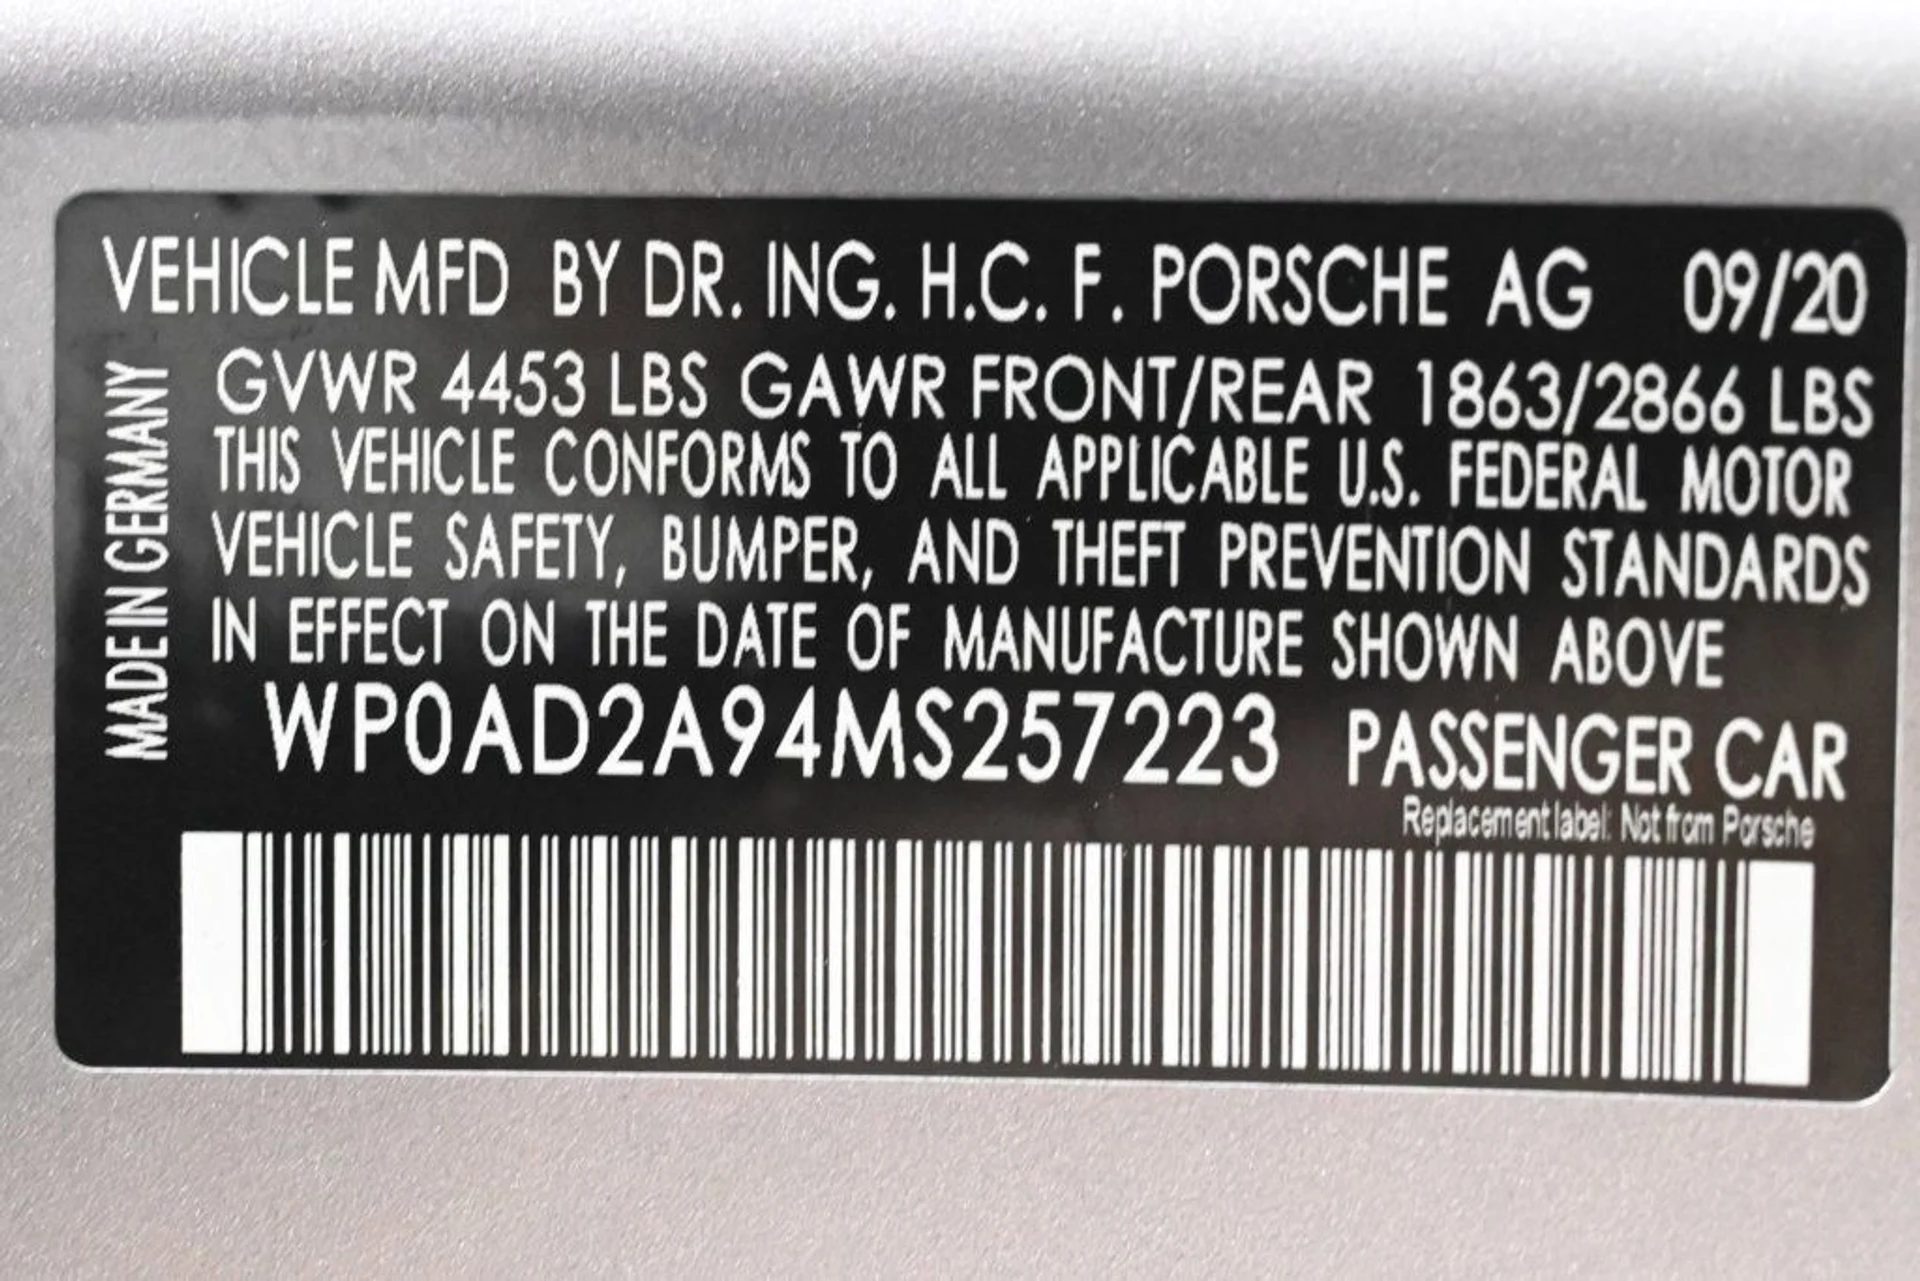 VEHICLE MFD BY DR. ING. H.C. F. PORSCHE AG 09/20
MADE IN GERMANY
GVWR 4453 LBS GAWR FRONT/REAR 1863/2866 LBS
THIS VEHICLE CONFORMS TO ALL APPLICABLE U.S. FEDERAL MOTOR
VEHICLE SAFETY, BUMPER, AND THEFT PREVENTION STANDARDS
IN EFFECT ON THE DATE OF MANUFACTURE SHOWN ABOVE
WP0AD2A94MS257223 PASSENGER CAR
Replacement label: Not from Porsche